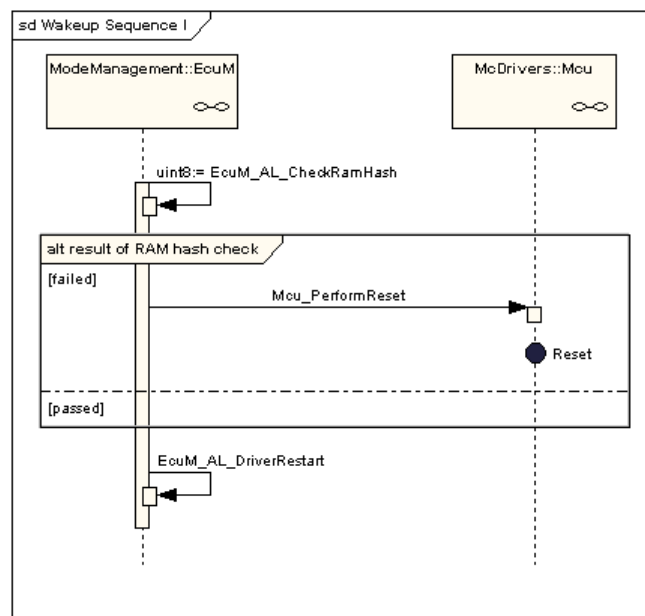 sd Wakeup Sequence I
ModeManagement::EcuM
McDrivers::Mcu
uint8:= EcuM_AL_CheckRamHash
alt result of RAM hash check
[failed]
Mcu_PerformReset
Reset
[passed]
EcuM_AL_DriverRestart